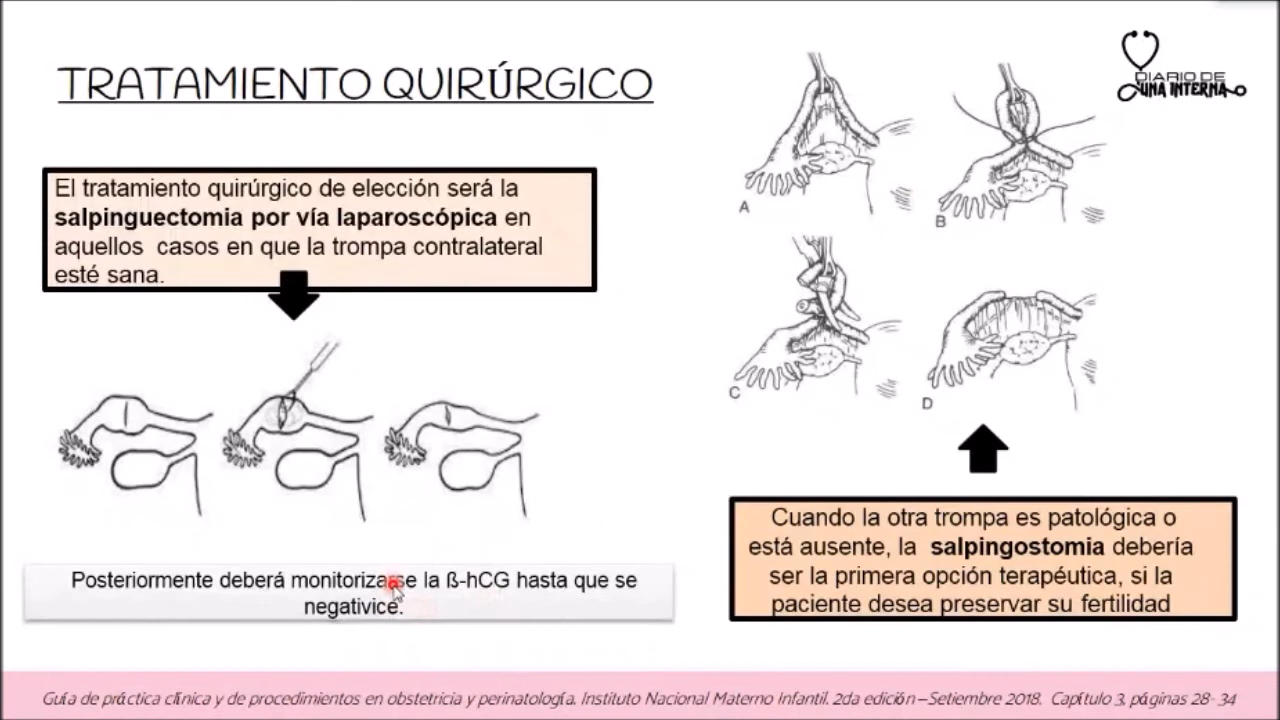 TRATAMIENTO QUIRÚRGICO
DIARIO DE
UNA INTERNA
El tratamiento quirúrgico de elección será la
salpinguectomia por vía laparoscópica en
aquellos casos en que la trompa contralateral
esté sana.
A
B
C
D
Cuando la otra trompa es patológica o
está ausente, la salpingostomia debería
ser la primera opción terapéutica, si la
paciente desea preservar su fertilidad
Posteriormente deberá monitorizarse la ß-hCG hasta que se
negativice.
Guía de práctica clínica y de procedimientos en obstetricia y perinatología. Instituto Nacional Materno Infantil. 2da edición – Setiembre 2018. Capítulo 3, páginas 28- 34